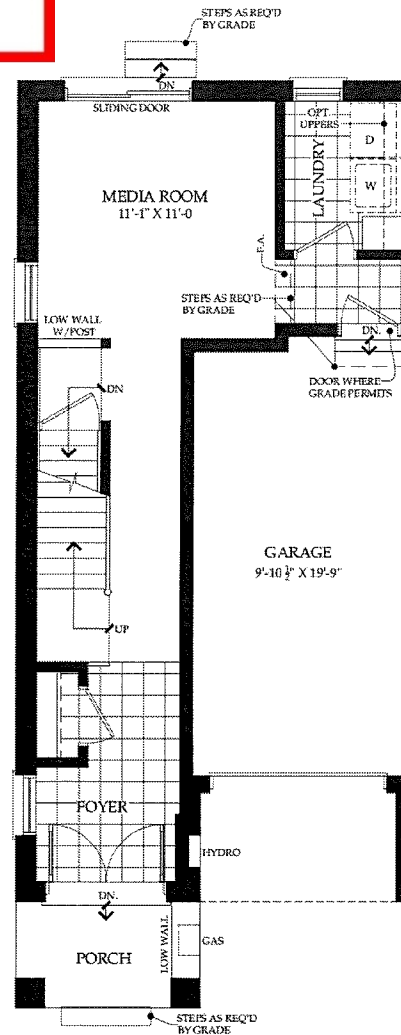 STEPS AS REQ'D
BY GRADE
DN
SLIDING DOOR
OPT.
UPPERS
D
LAUNDRY
W
MEDIA ROOM
11'-1" X 11'-0
F.A.
STEPS AS REQ'D
BY GRADE
LOW WALL
W/POST
DN.
DN
DOOR WHERE
GRADE PERMITS
GARAGE
9'-10 ½" X 19'-9"
UP
FOYER
HYDRO
DN.
LOW WALL
GAS
PORCH
STEPS AS REQ'D
BY GRADE